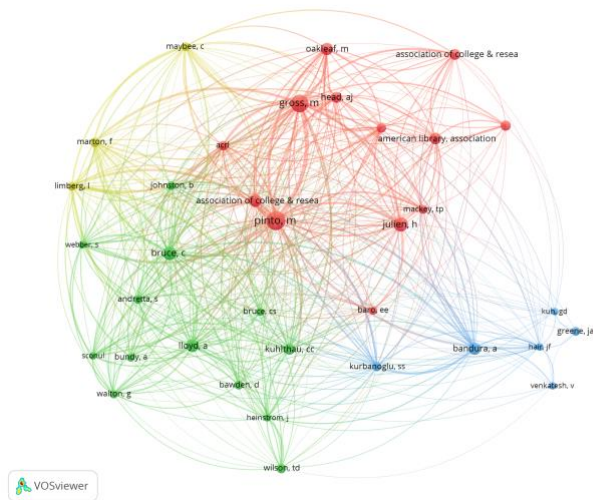 maybee, c
oakleaf, m
association of college & resea
gross, m
head, aj
american library, association
marton, f
acrl
limberg, l
johnston, b
association of college & resea
mackey, tp
pinto, m
julien, h
webber, s
bruce, c
andretta, s
bruce, cs
baro, ee
kuh, gd
greene, ja
sconul
bundy, a
lloyd, a
kuhlthau, cc
bandura, a
hair, jf
kurbanoglu, ss
walton, g
bawden, d
venkatesh, v
heinstrom, j
wilson, td
VOSviewer